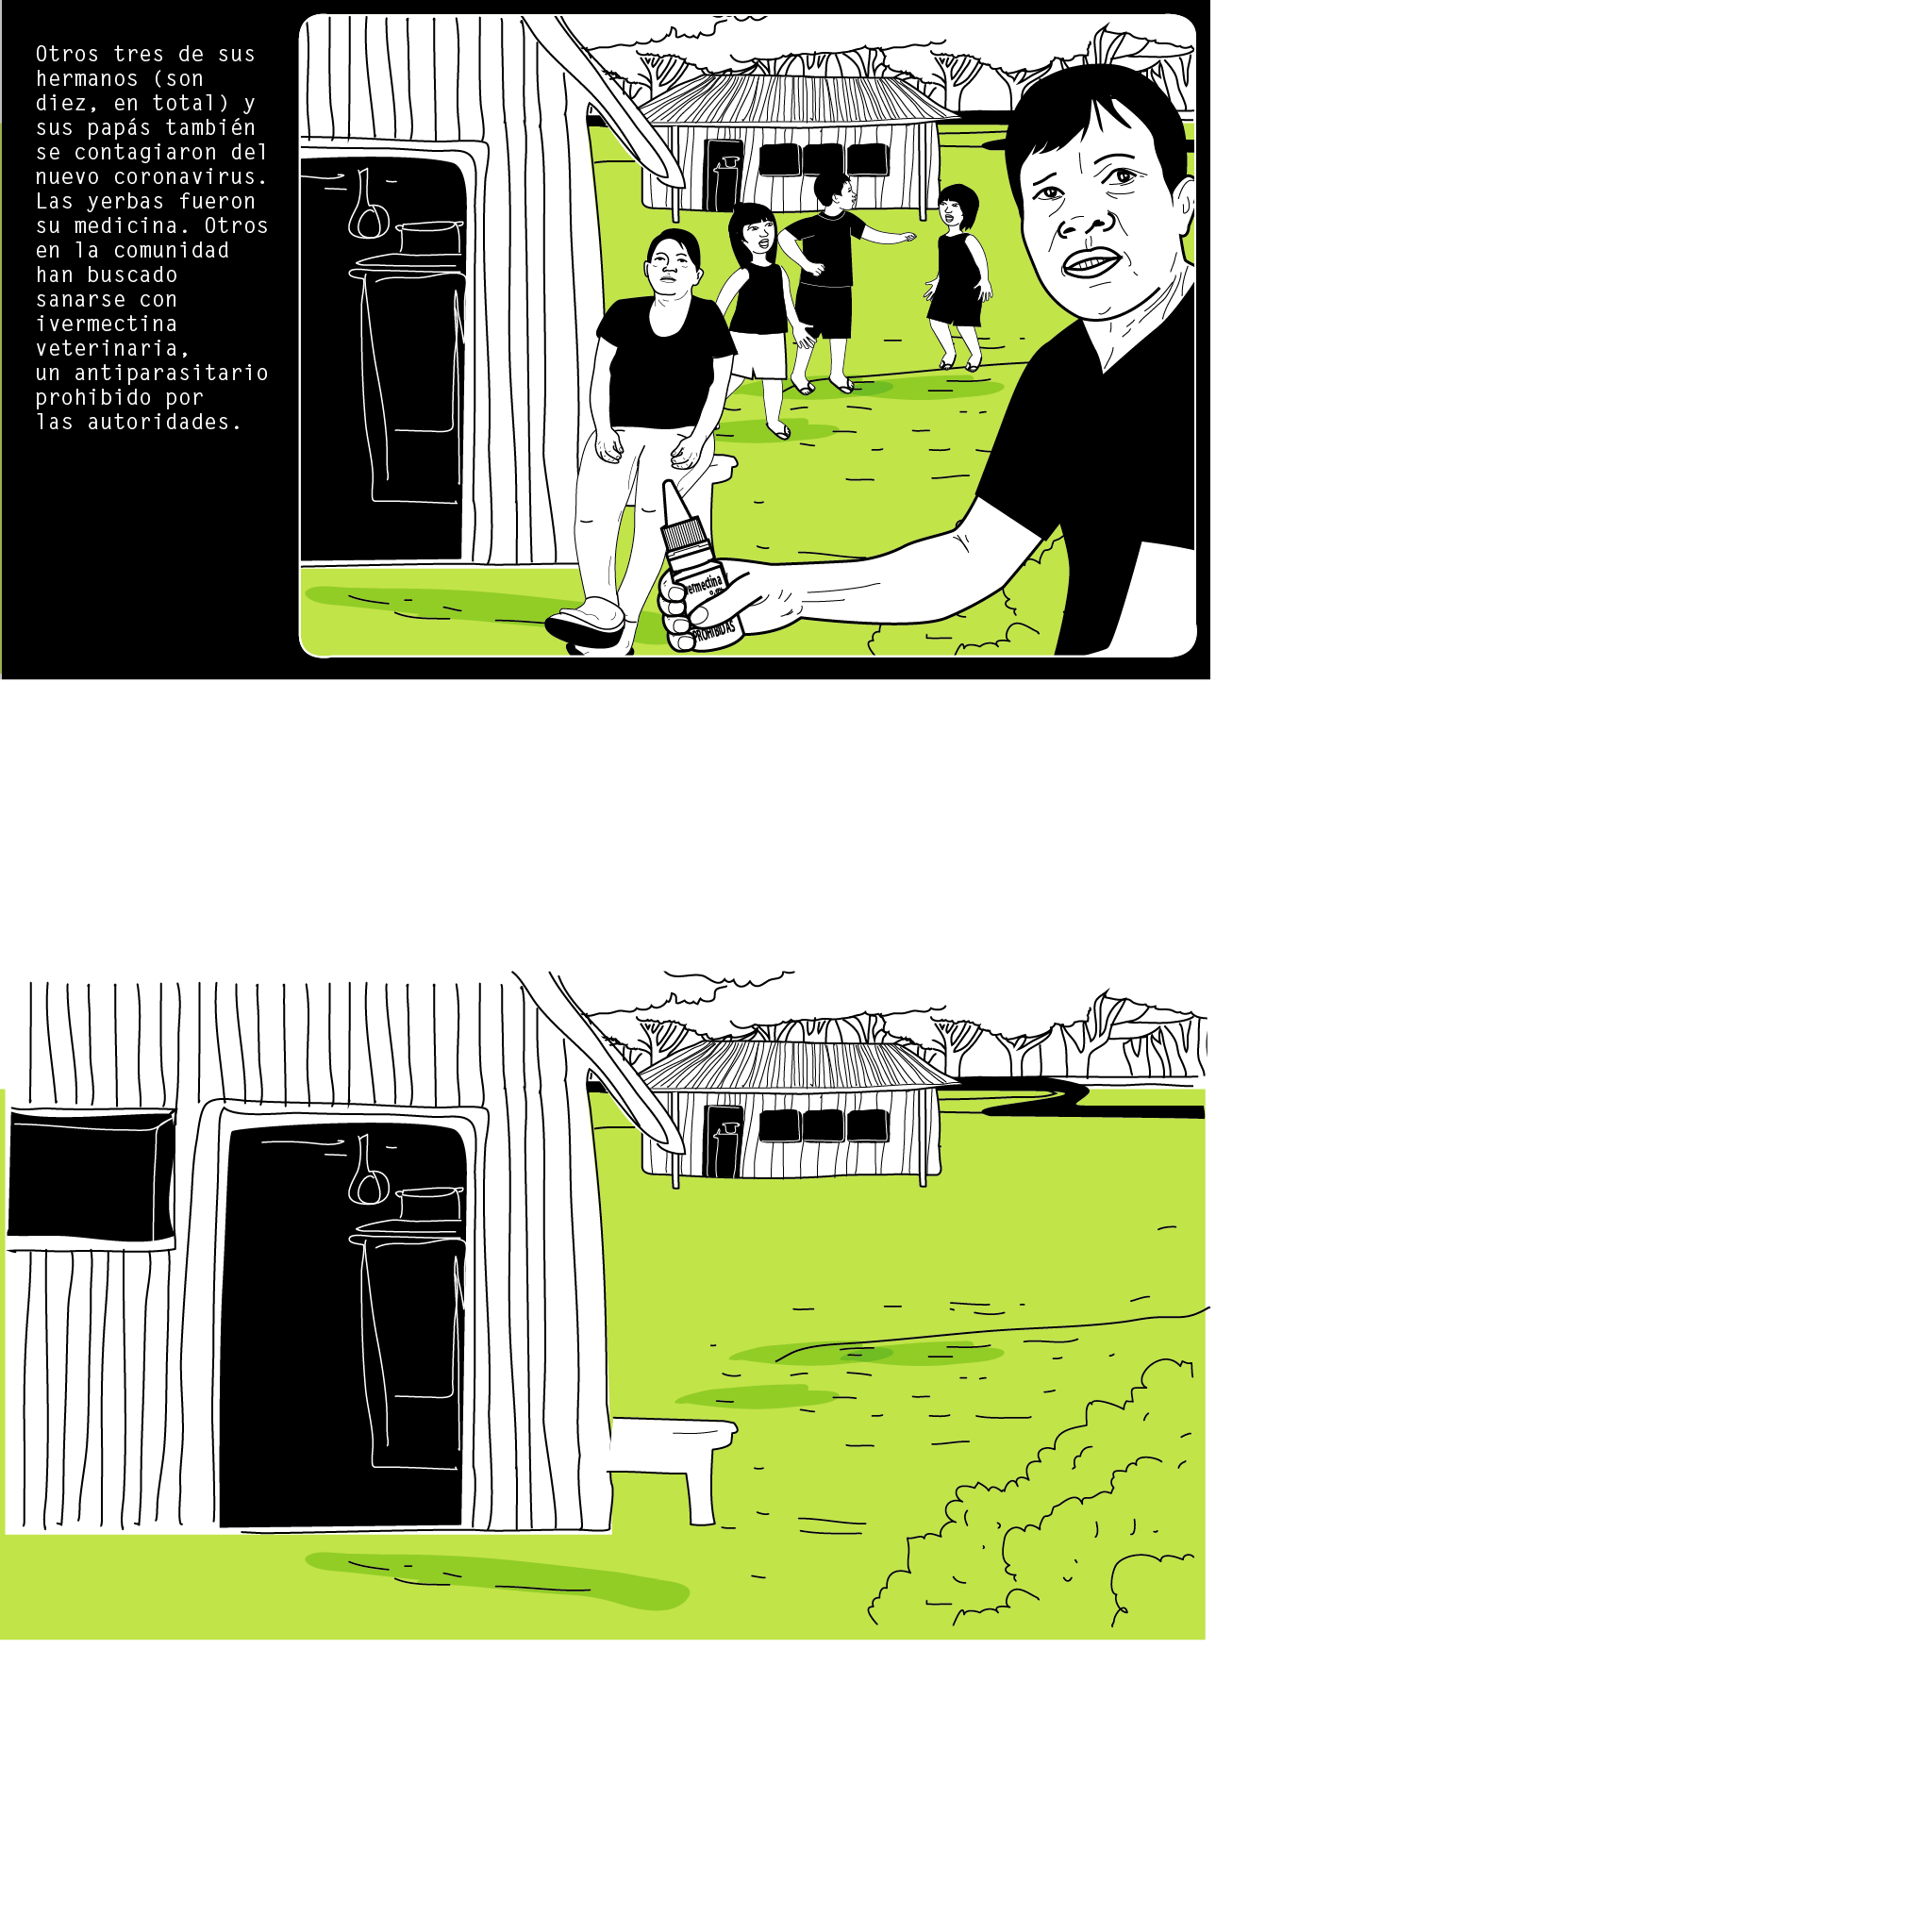 Otros tres de sus
hermanos (son
diez, en total) y
sus papás también
se contagiaron del
nuevo coronavirus.
Las yerbas fueron
su medicina. Otros
en la comunidad
han buscado
sanarse con
ivermectina
veterinaria,
un antiparasitario
prohibido por
las autoridades.
vermectina
PROHIBIDAS